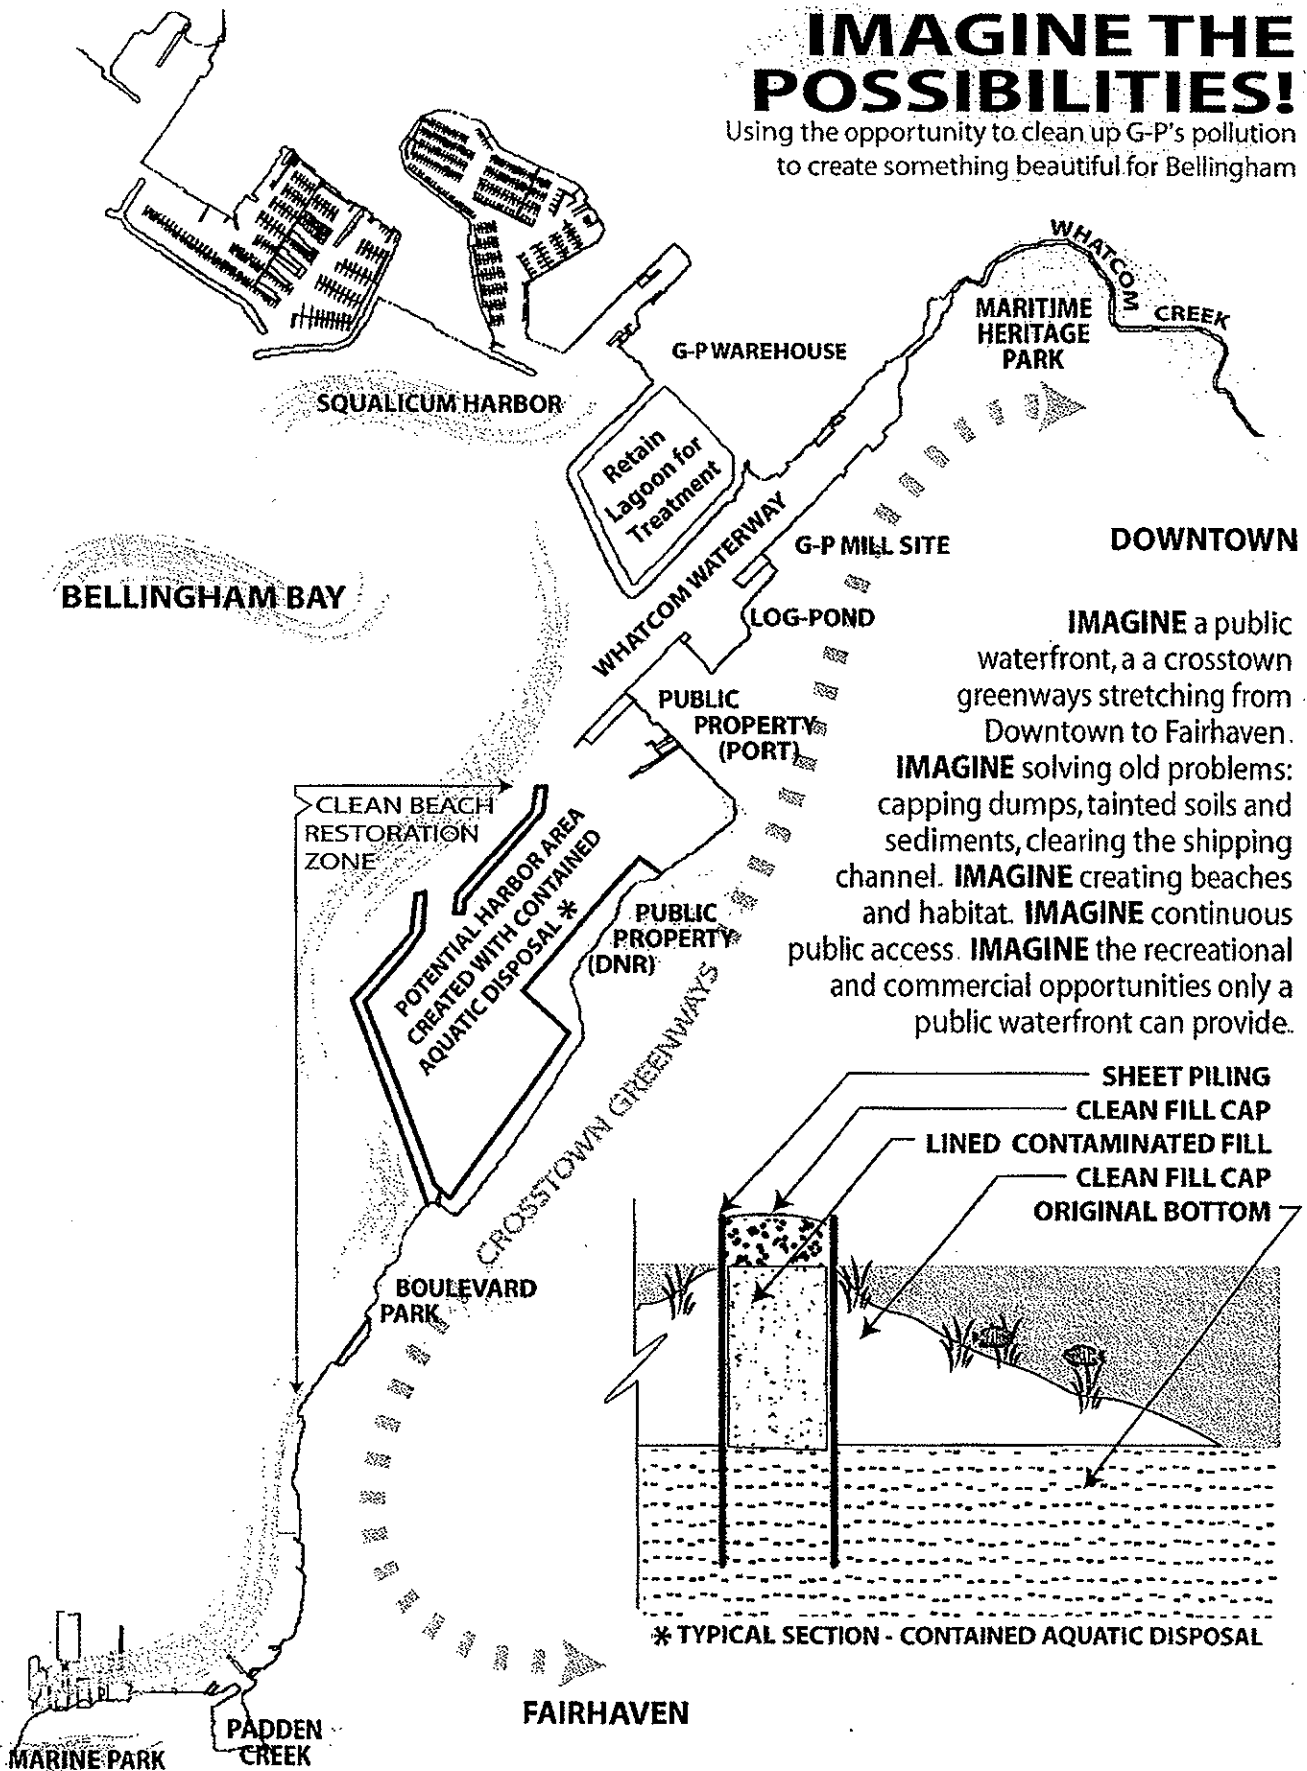 IMAGINE THE
POSSIBILITIES!
Using the opportunity to clean up G-P's pollution
to create something beautiful for Bellingham
WHATCOM
CREEK
MARITIME
HERITAGE
PARK
G-P WAREHOUSE
SQUALICUM HARBOR
Retain
Lagoon for
Treatment
WHATCOM WATERWAY
G-P MILL SITE
DOWNTOWN
BELLINGHAM BAY
LOG-POND
IMAGINE a public
waterfront, a a crosstown
greenways stretching from
Downtown to Fairhaven.
IMAGINE solving old problems:
capping dumps, tainted soils and
sediments, clearing the shipping
channel. IMAGINE creating beaches
and habitat. IMAGINE continuous
public access. IMAGINE the recreational
and commercial opportunities only a
public waterfront can provide.
PUBLIC
PROPERTY
(PORT)
CLEAN BEACH
RESTORATION
ZONE
POTENTIAL HARBOR AREA
CREATED WITH CONTAINED
AQUATIC DISPOSAL *
PUBLIC
PROPERTY
(DNR)
CROSSTOWN GREENWAYS
SHEET PILING
CLEAN FILL CAP
LINED CONTAMINATED FILL
CLEAN FILL CAP
ORIGINAL BOTTOM
BOULEVARD
PARK
* TYPICAL SECTION - CONTAINED AQUATIC DISPOSAL
FAIRHAVEN
PADDEN
CREEK
MARINE PARK